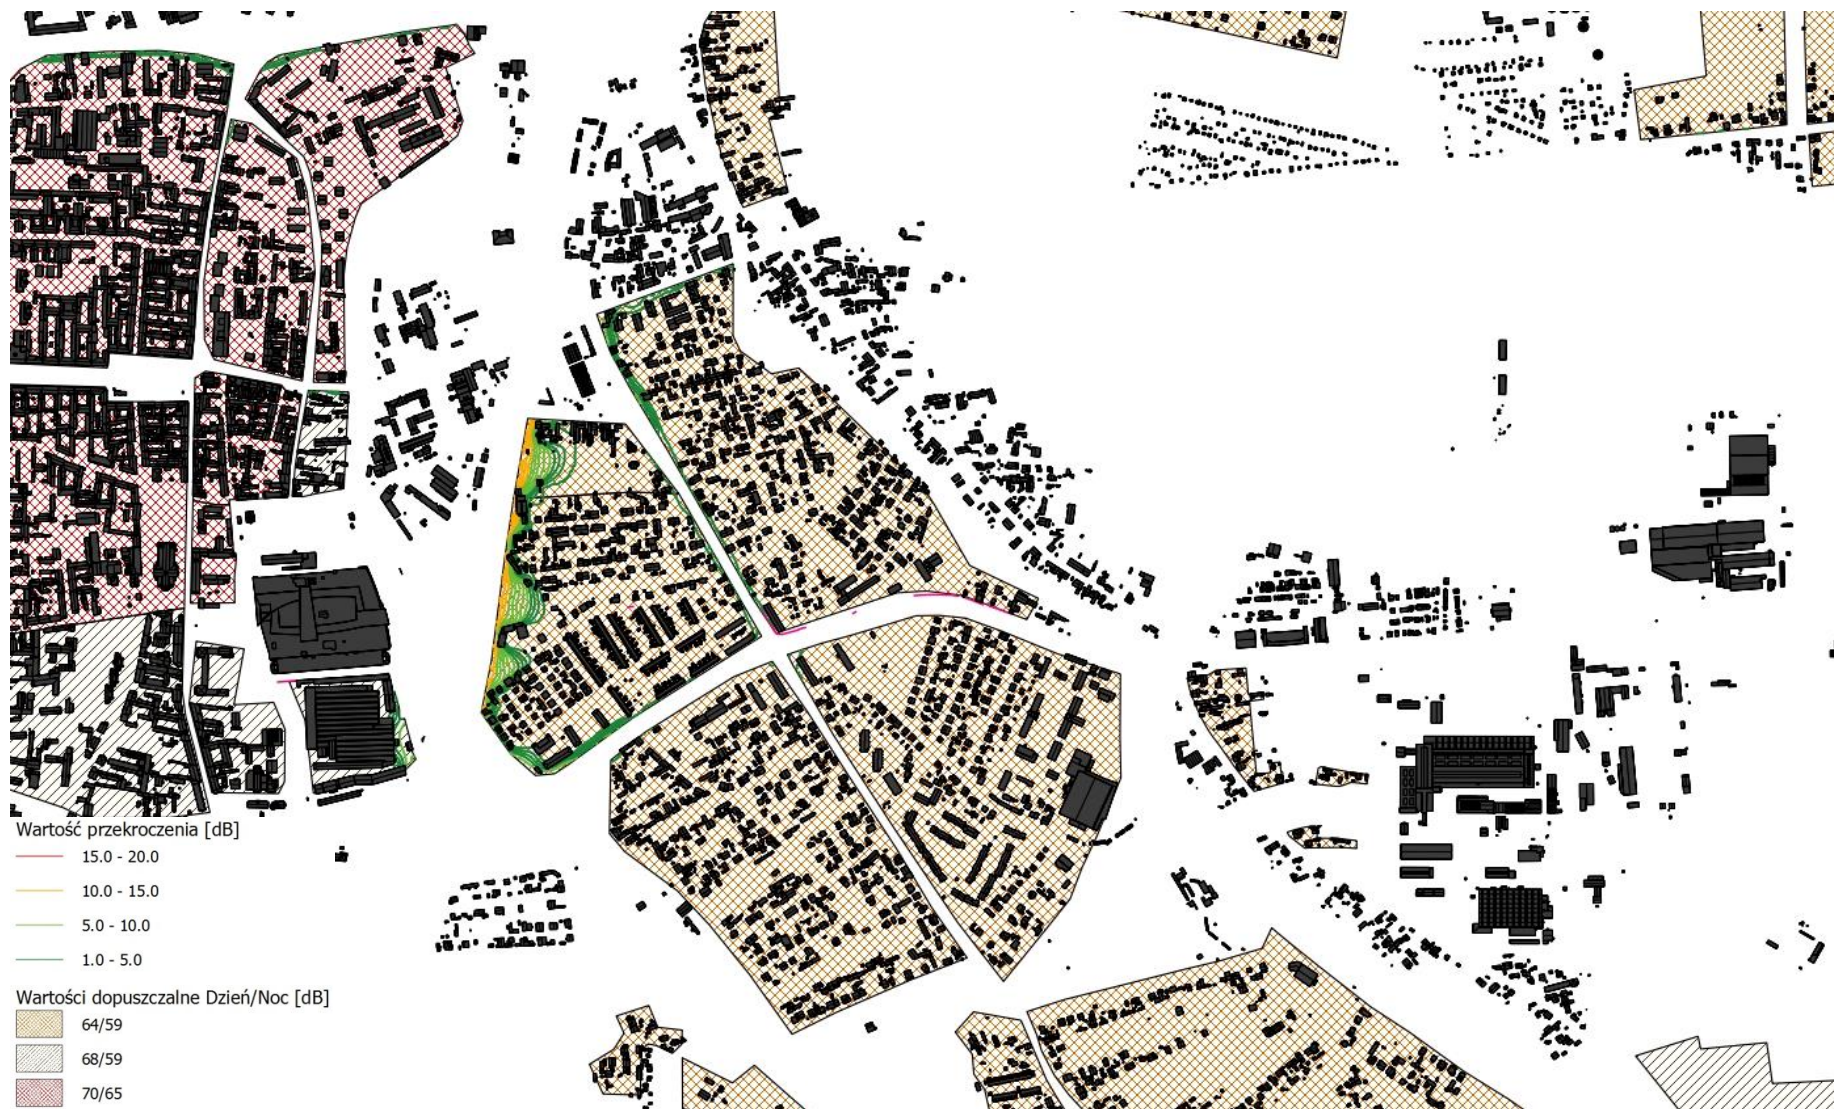 Wartość przekroczenia [dB]
15.0 - 20.0
10.0 - 15.0
5.0 - 10.0
1.0 - 5.0
Wartości dopuszczalne Dzień/Noc [dB]
64/59
68/59
70/65